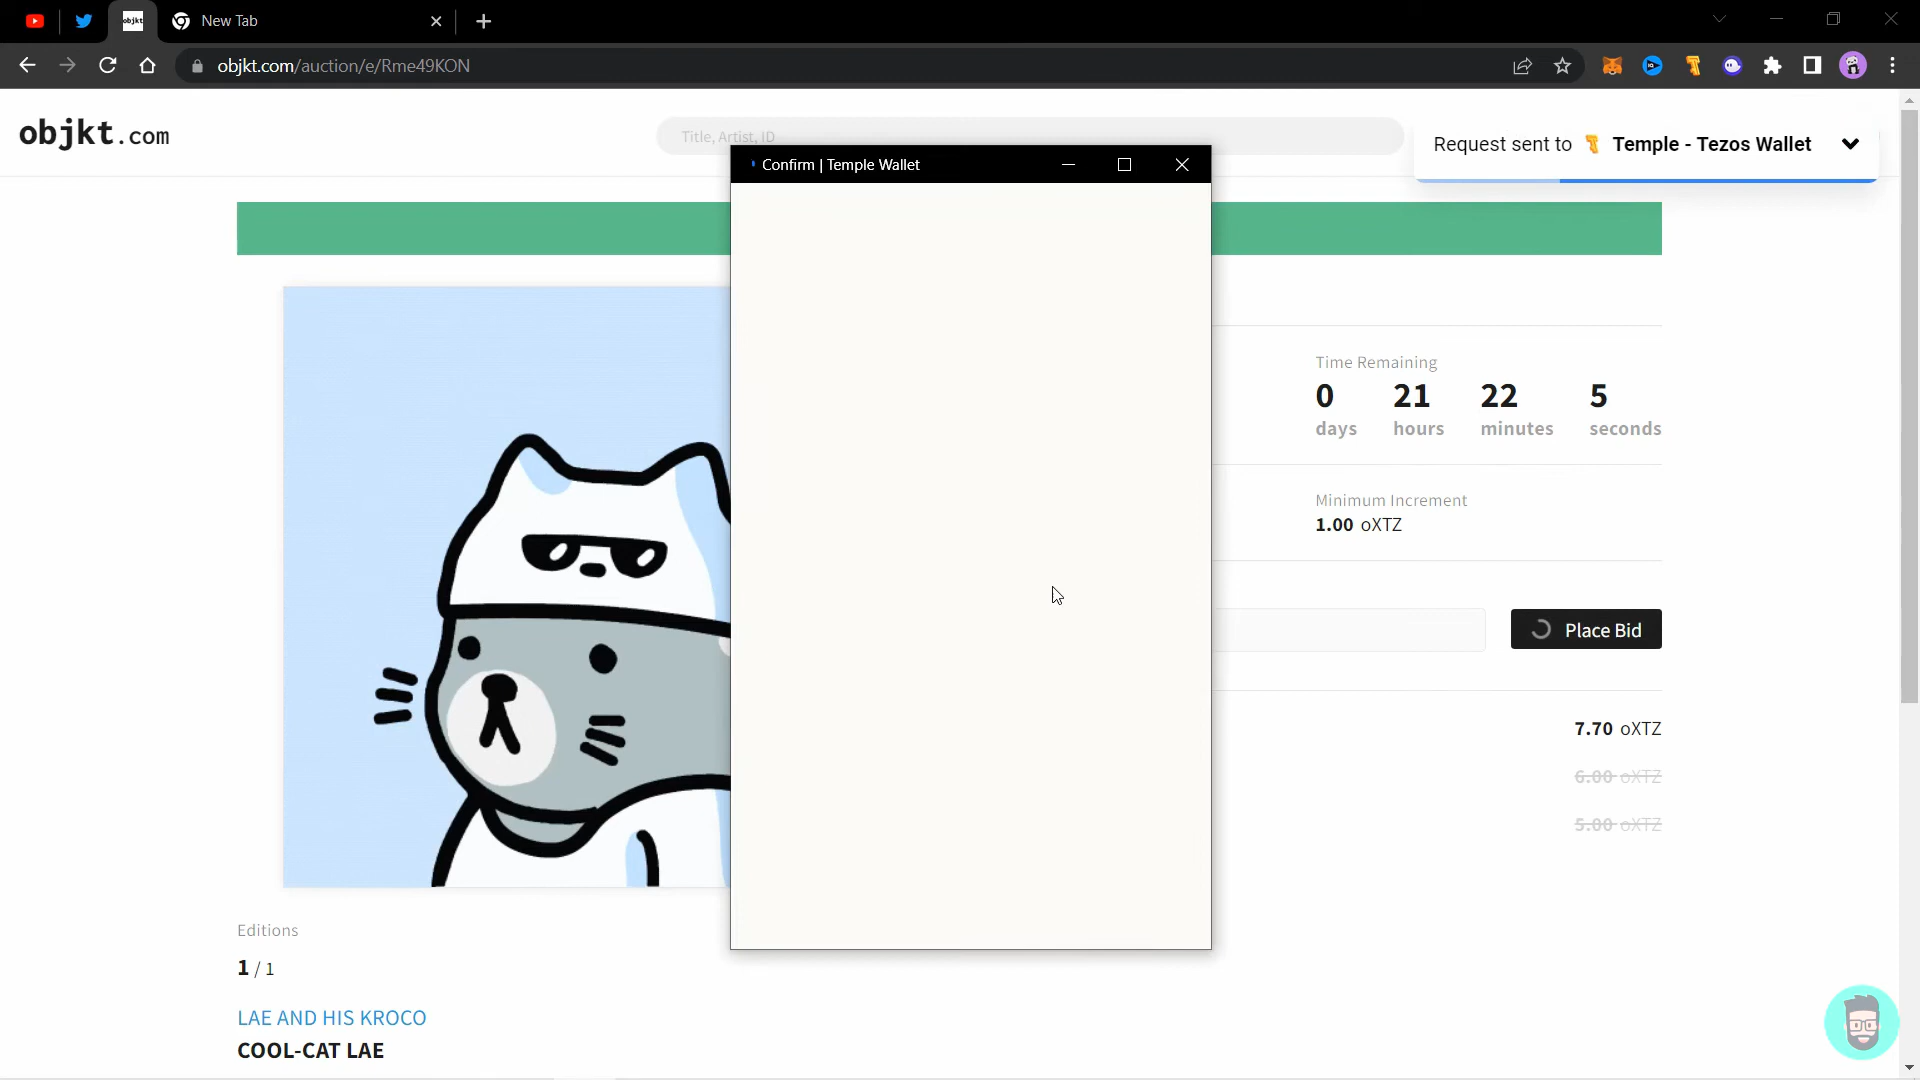 objkt
New Tab
objkt.com/auction/e/Rme49KON
objkt.com
Title, Artist, ID
Request sent to Temple - Tezos Wallet
Confirm | Temple Wallet
Time Remaining
0 21 22 5
days hours minutes seconds
Minimum Increment
1.00 oXTZ
Place Bid
7.70 oXTZ
6.00 oXTZ
5.00 oXTZ
Editions
1 / 1
LAE AND HIS KROCO
COOL-CAT LAE